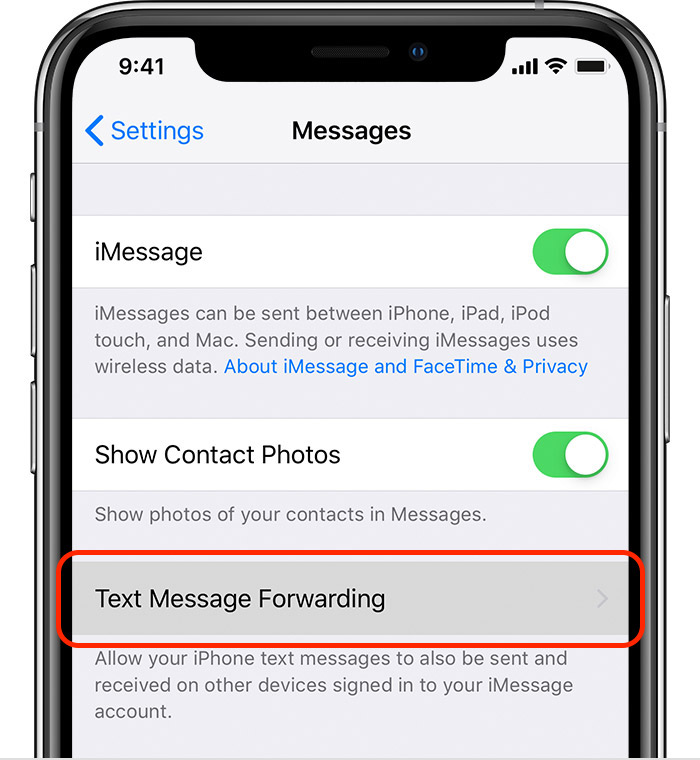 9:41
Settings
Messages
iMessage
iMessages can be sent between iPhone, iPad, iPod
touch, and Mac. Sending or receiving iMessages uses
wireless data. About iMessage and FaceTime & Privacy
Show Contact Photos
Show photos of your contacts in Messages.
Text Message Forwarding
Allow your iPhone text messages to also be sent and
received on other devices signed in to your iMessage
account.